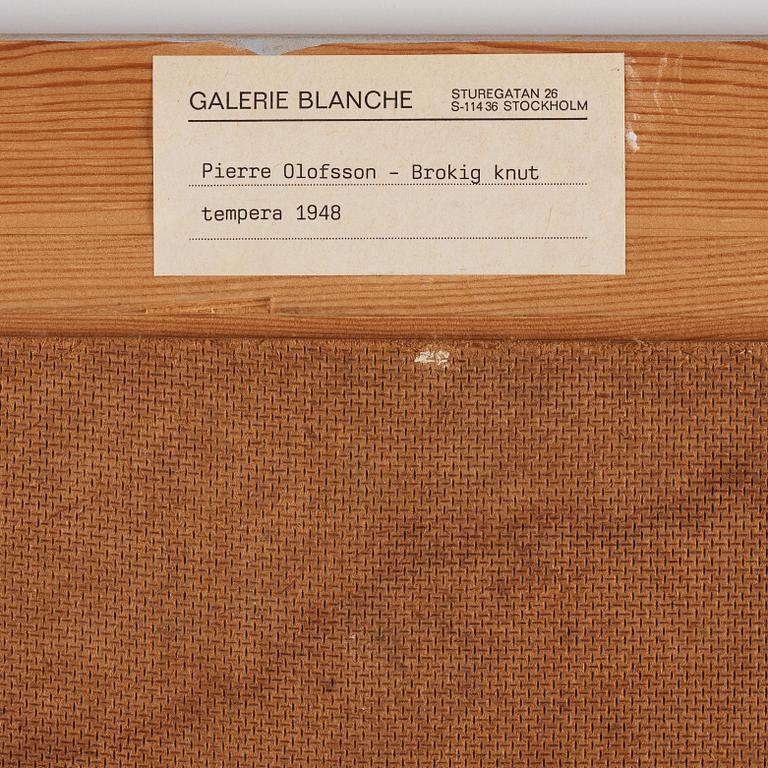 GALERIE BLANCHE
STUREGATAN 26
S-114 36 STOCKHOLM
Pierre Olofsson - Brokig knut
tempera 1948